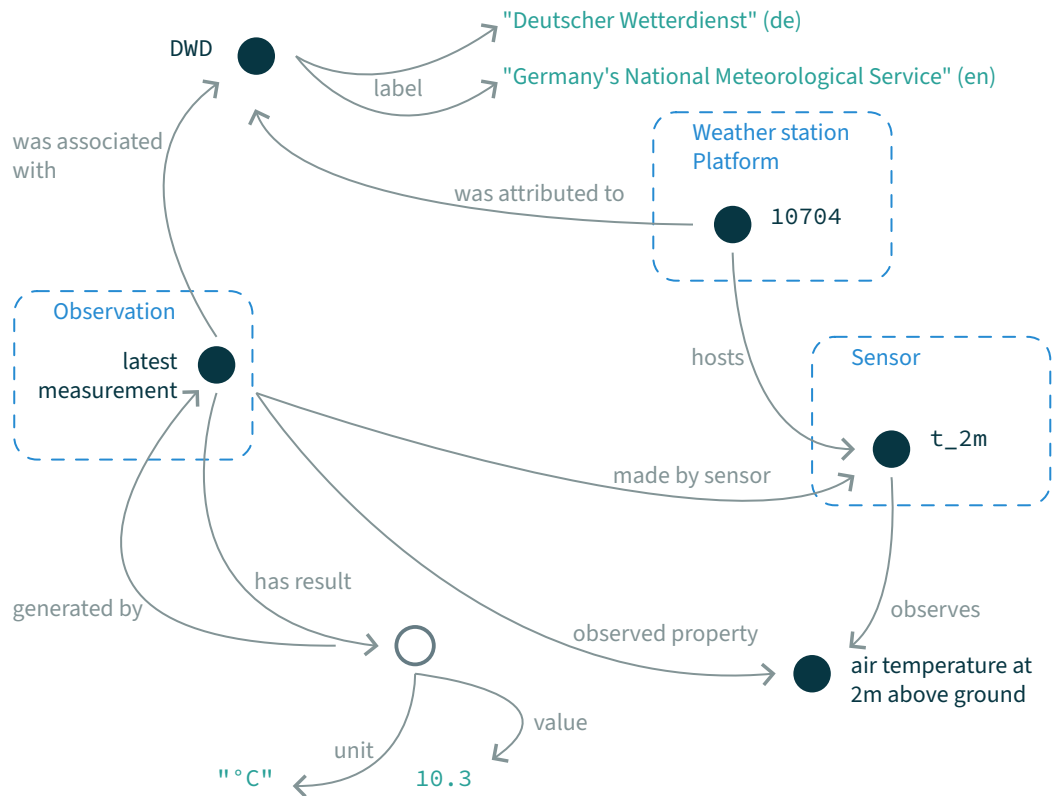 "Deutscher Wetterdienst" (de)
DWD
"Germany's National Meteorological Service" (en)
label
Weather station
Platform
was associated
with
was attributed to
10704
Observation
latest
measurement
hosts
Sensor
t_2m
made by sensor
has result
generated by
observes
observed property
air temperature at
2m above ground
value
unit
"°C"
10.3